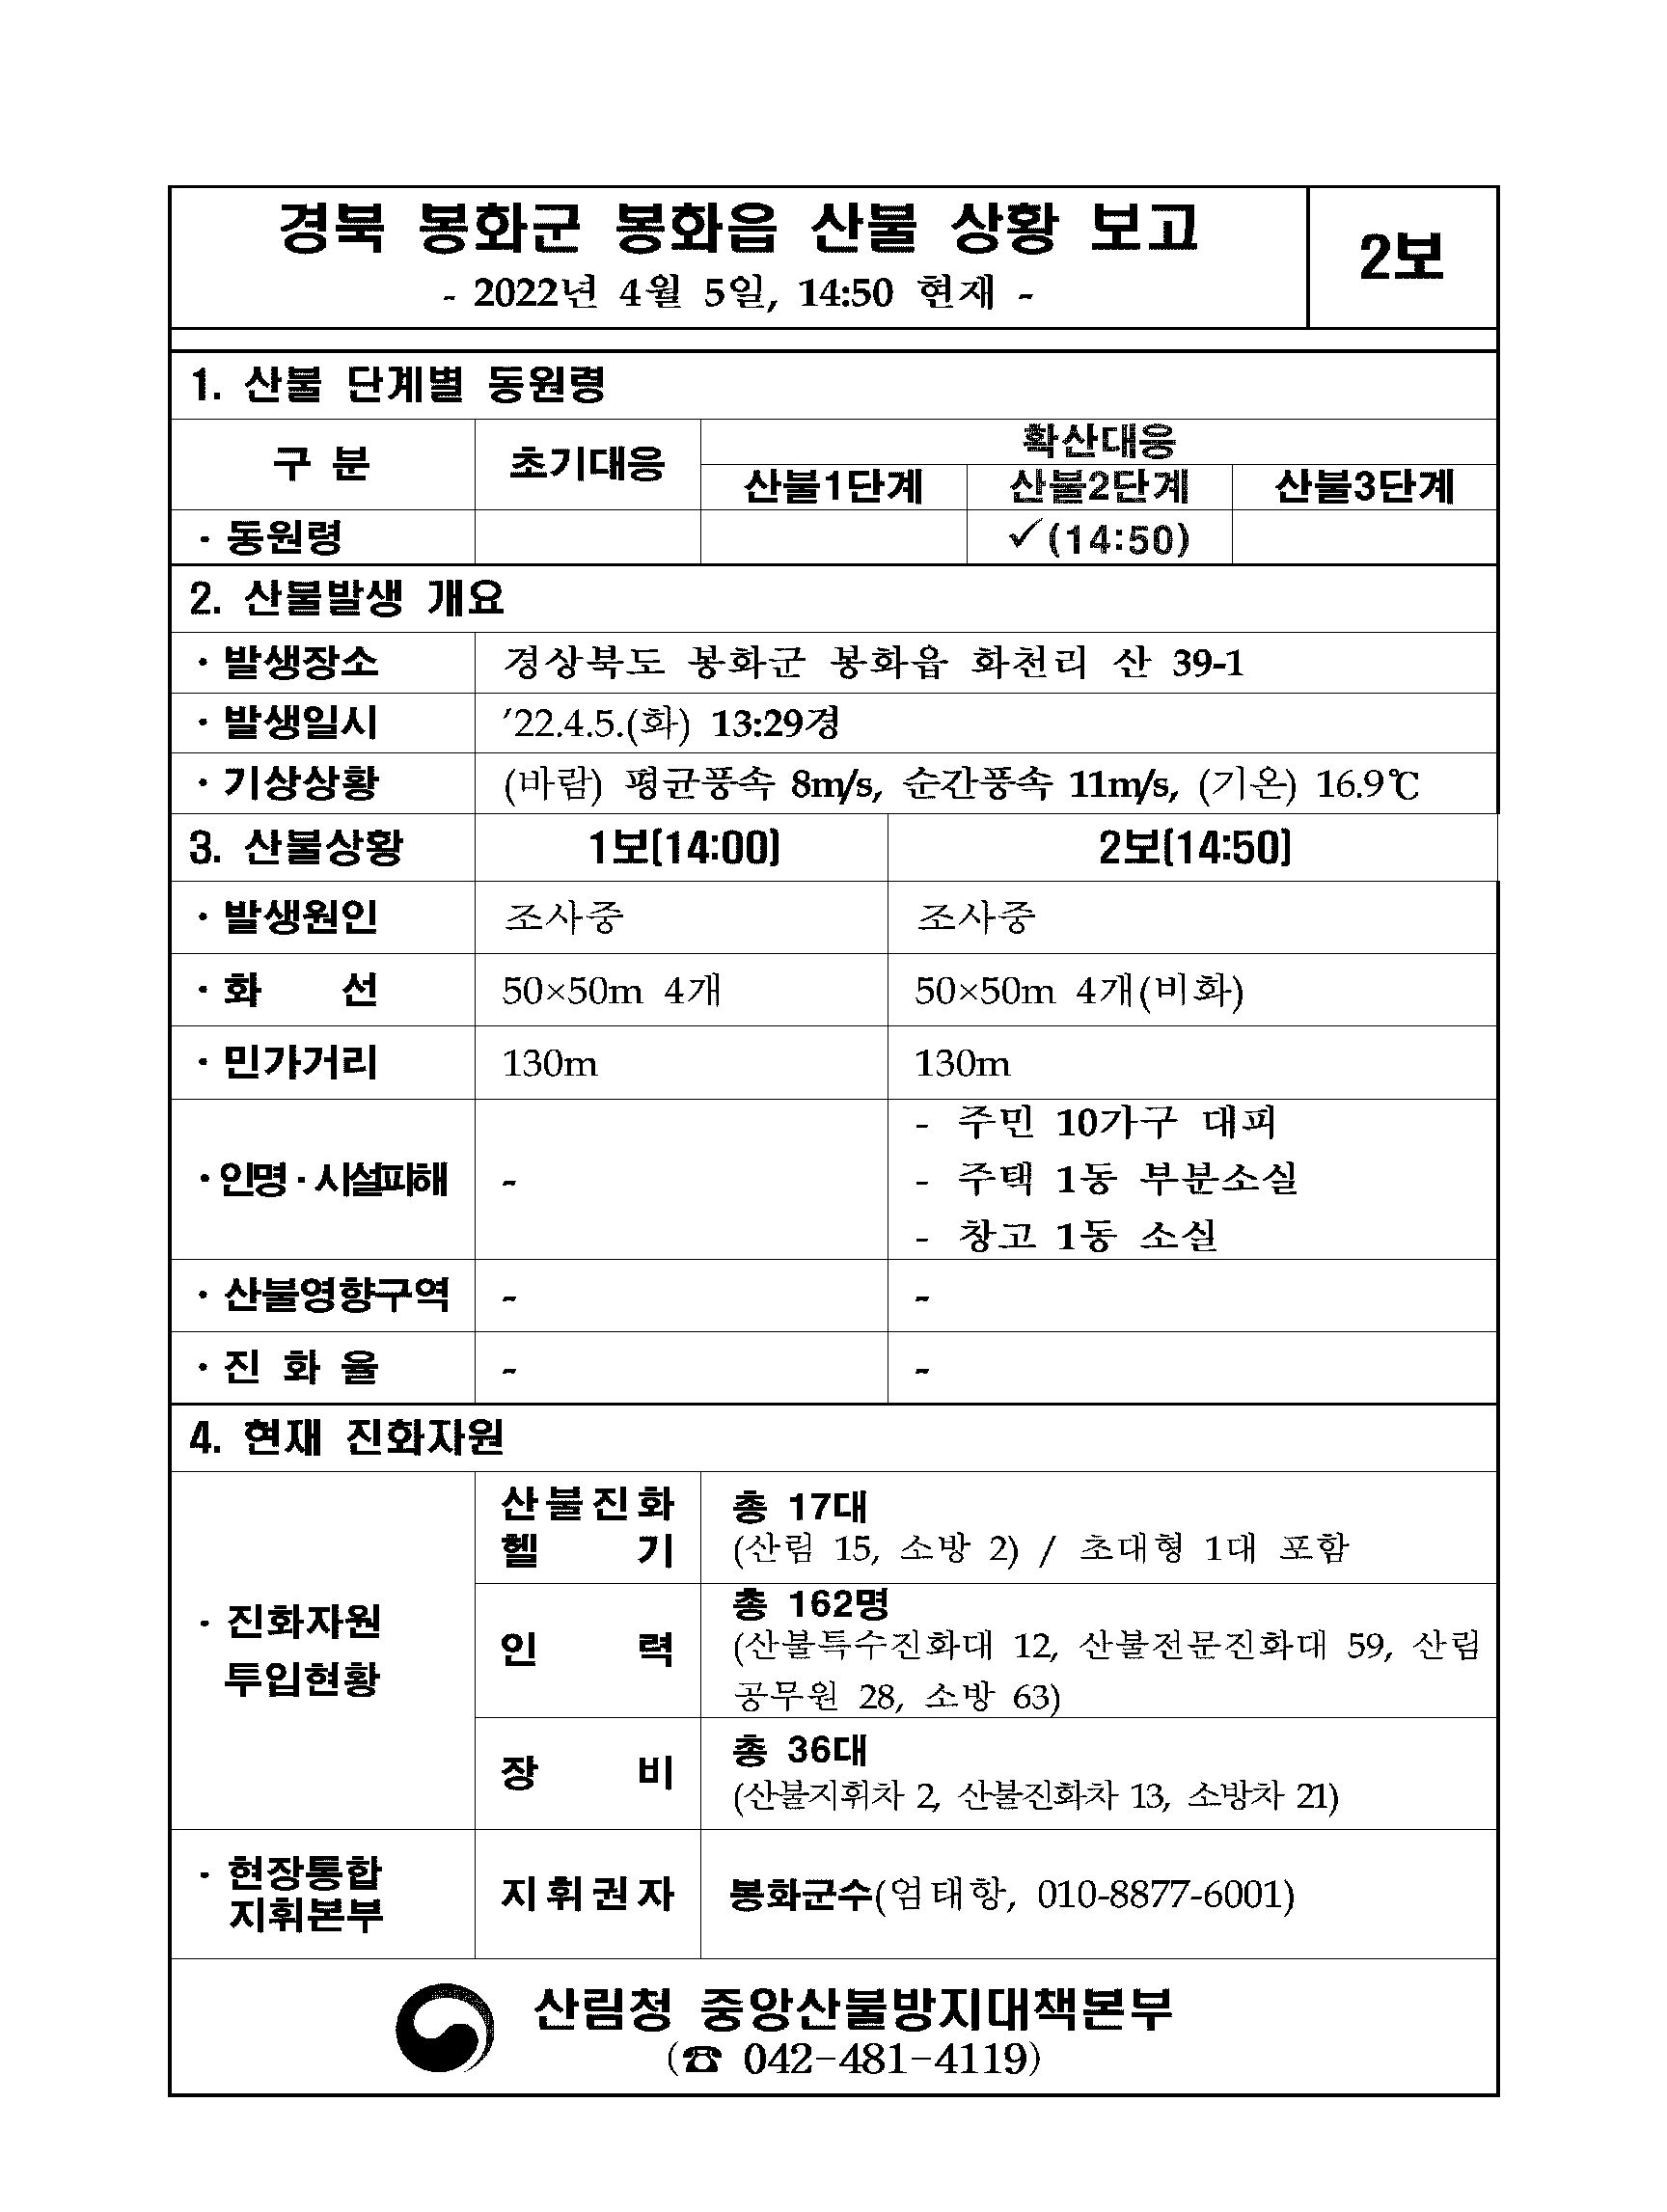 경북 봉화군 봉화읍 산불 상황 보고
- 2022년 4월 5일, 14:50 현재 -
2보
1. 산불 단계별 동원령
구 분
초기대응
확산대응
산불1단계
산불2단계
산불3단계
· 동원령
✓(14:50)
2. 산불발생 개요
· 발생장소
경상북도 봉화군 봉화읍 화천리 산 39-1
· 발생일시
'22.4.5.(화) 13:29경
· 기상상황
(바람) 평균풍속 8m/s, 순간풍속 11m/s, (기온) 16.9℃
3. 산불상황
1보(14:00)
2보(14:50)
· 발생원인
조사중
조사중
· 화 선
50×50m 4개
50×50m 4개(비화)
· 민가거리
130m
130m
· 인명·시설피해
-
- 주민 10가구 대피
- 주택 1동 부분소실
- 창고 1동 소실
· 산불영향구역
-
-
· 진 화 율
-
-
4. 현재 진화자원
· 진화자원
투입현황
산불진화
헬 기
총 17대
(산림 15, 소방 2) / 초대형 1대 포함
인 력
총 162명
(산불특수진화대 12, 산불전문진화대 59, 산림
공무원 28, 소방 63)
장 비
총 36대
(산불지휘차 2, 산불진화차 13, 소방차 21)
· 현장통합
지휘본부
지휘권자
봉화군수(엄태항, 010-8877-6001)
산림청 중앙산불방지대책본부
(☎ 042-481-4119)